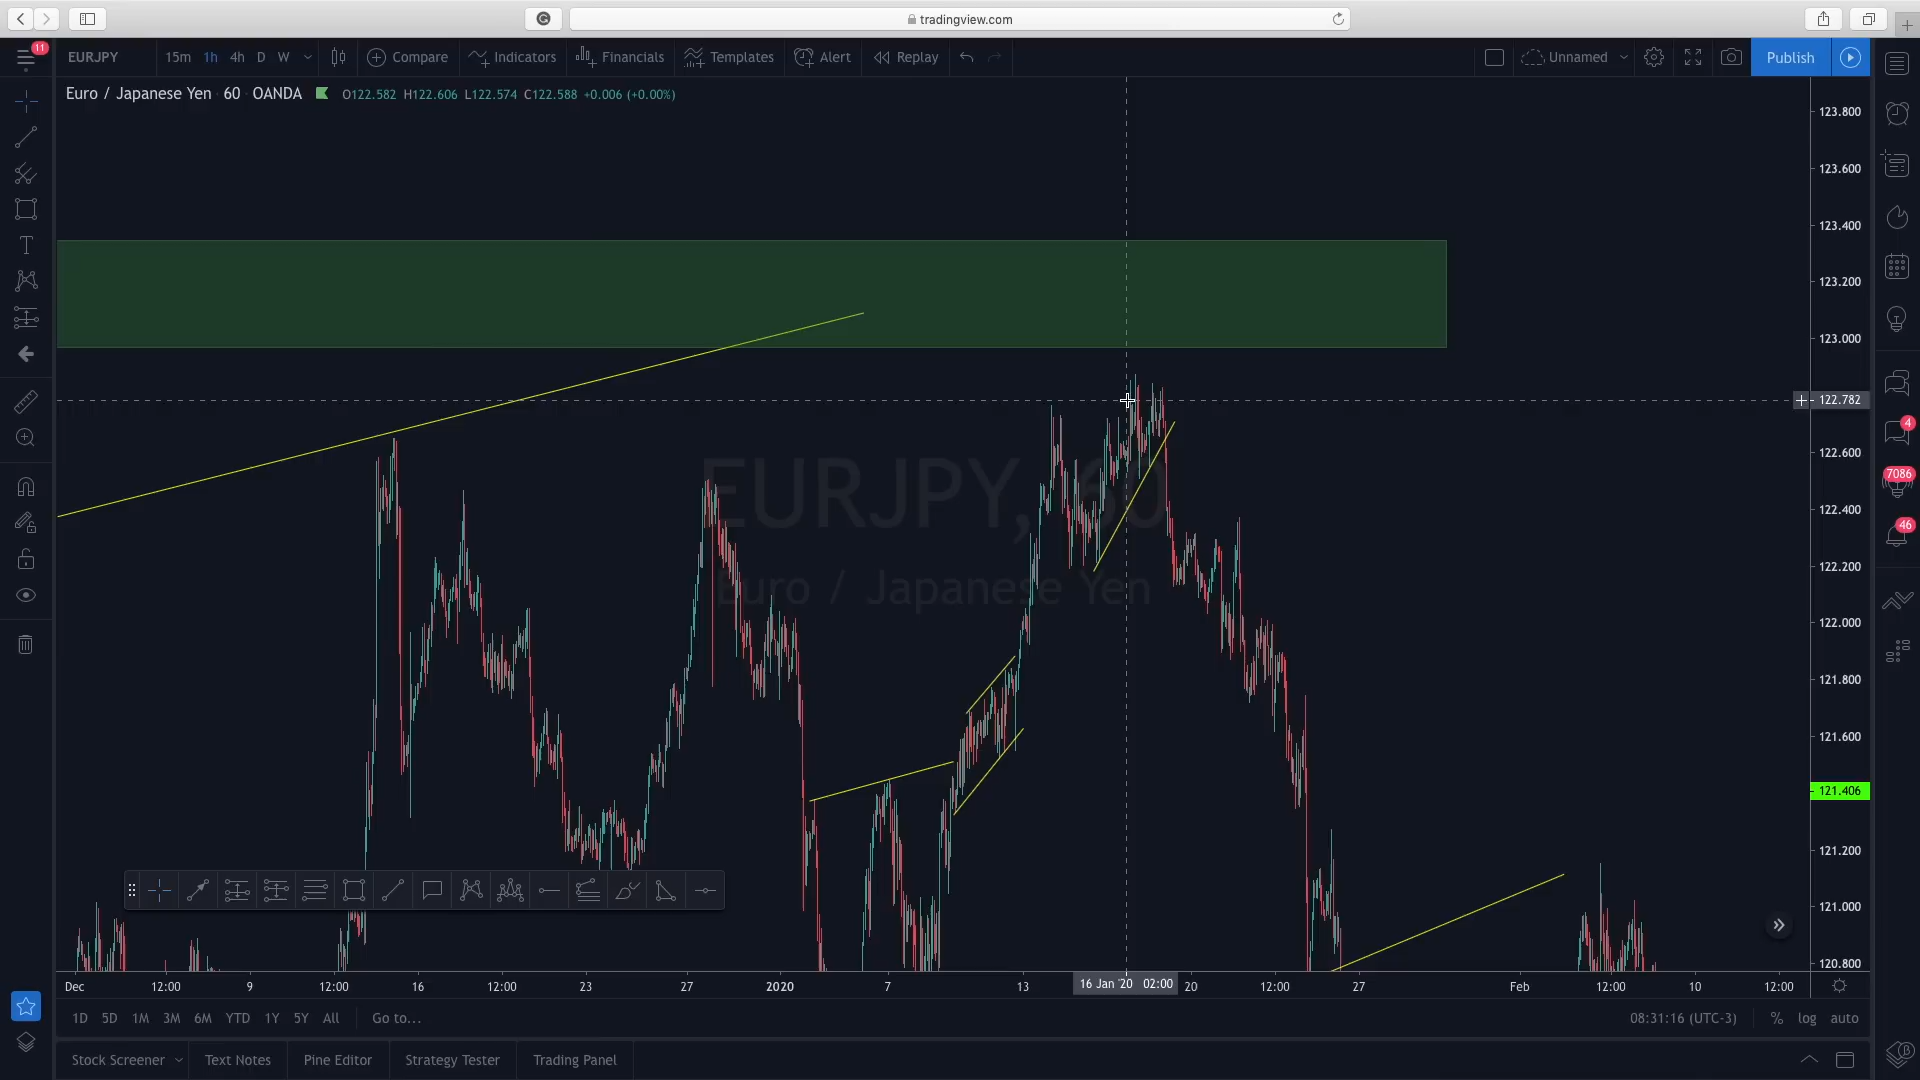 tradingview.com
11
EURJPY 15m 1h 4h D W Compare Indicators Financials Templates Alert Replay Unnamed Publish
Euro / Japanese Yen 60 OANDA O122.582 H122.606 L122.574 C122.588 +0.006 (+0.00%)
123.800
123.600
123.400
123.200
123.000
122.782
122.600
122.400
122.200
122.000
121.800
121.600
121.406
121.200
121.000
120.800
4
7086
46
EURJPY, 60
Euro / Japanese Yen
Dec 12:00 9 12:00 16 12:00 23 27 2020 7 13 16 Jan '20 02:00 20 12:00 27 Feb 12:00 10 12:00
1D 5D 1M 3M 6M YTD 1Y 5Y All Go to... 08:31:16 (UTC-3) % log auto
Stock Screener Text Notes Pine Editor Strategy Tester Trading Panel